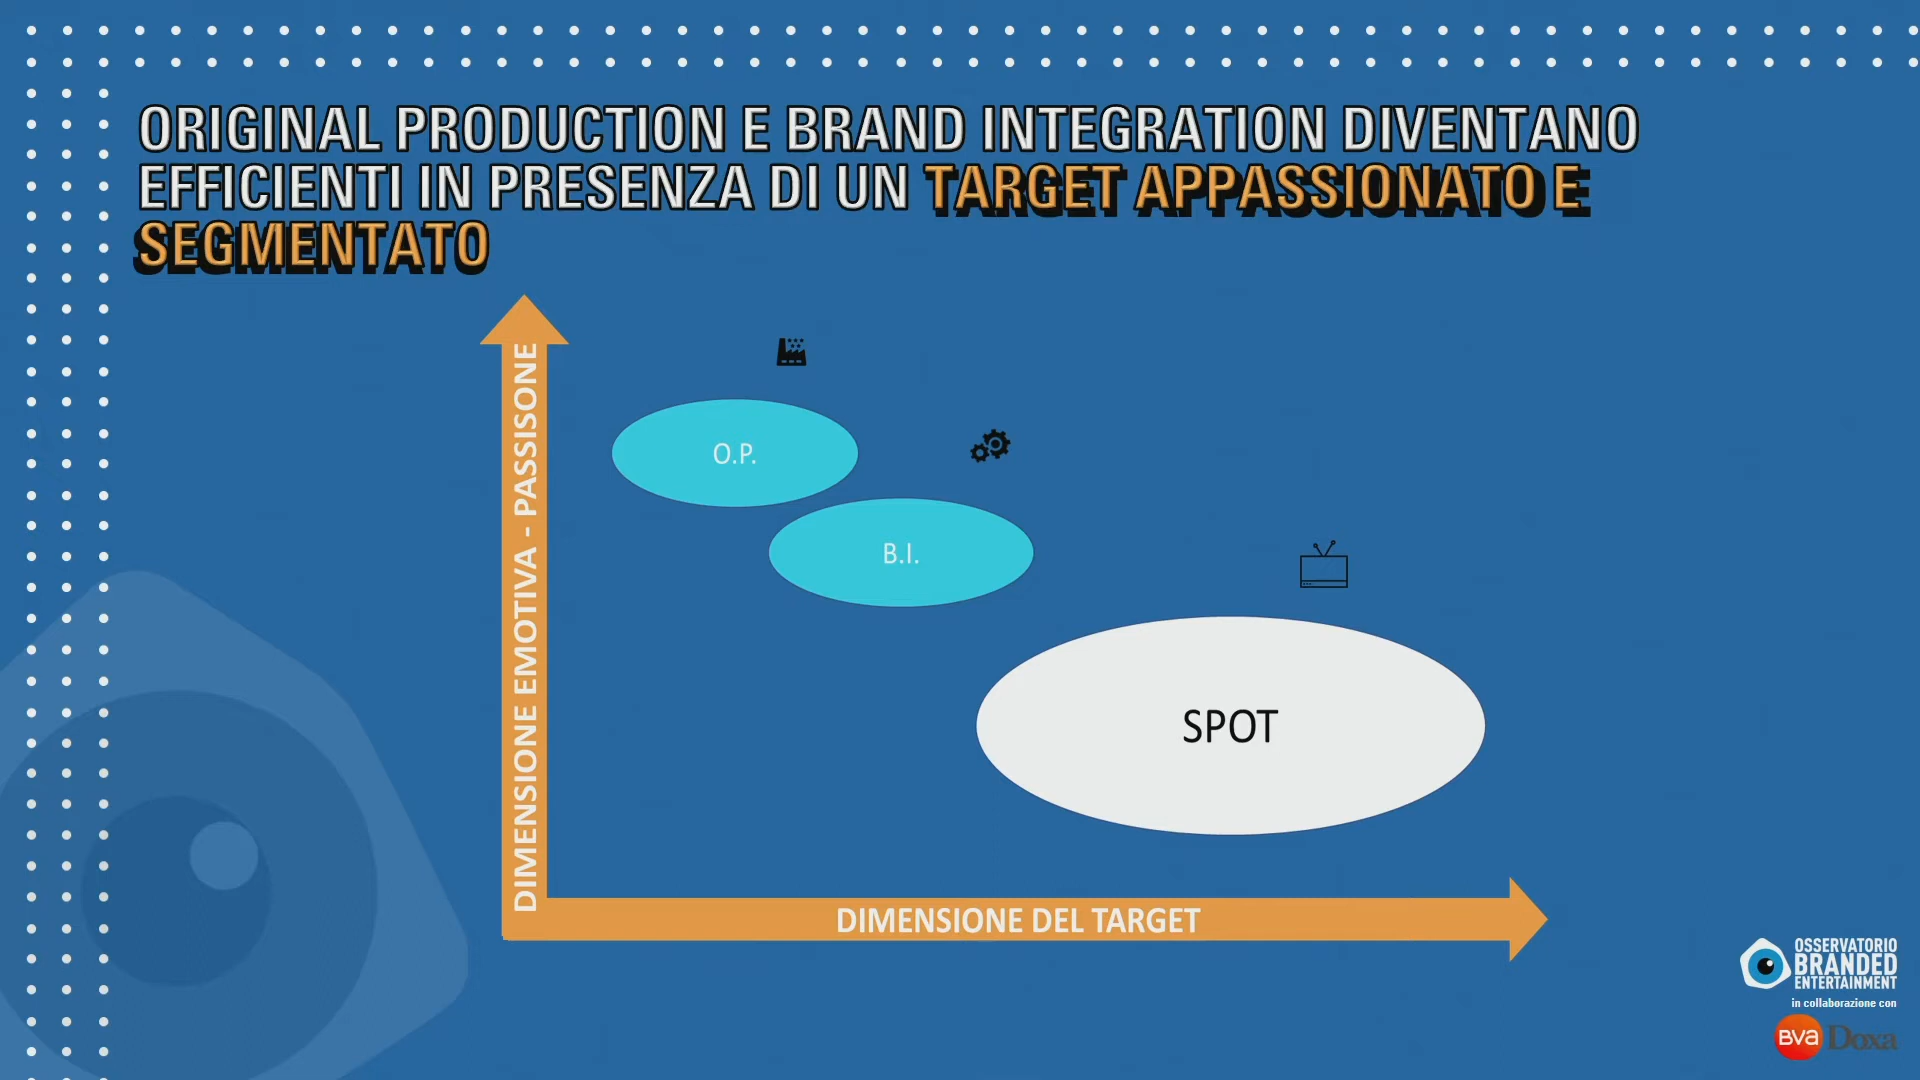 ORIGINAL PRODUCTION E BRAND INTEGRATION DIVENTANO
EFFICIENTI IN PRESENZA DI UN TARGET APPASSIONATO E
SEGMENTATO
DIMENSIONE EMOTIVA - PASSISONE
O.P.
B.I.
SPOT
DIMENSIONE DEL TARGET
OSSERVATORIO
BRANDED
ENTERTAINMENT
in collaborazione con
BVA Doxa